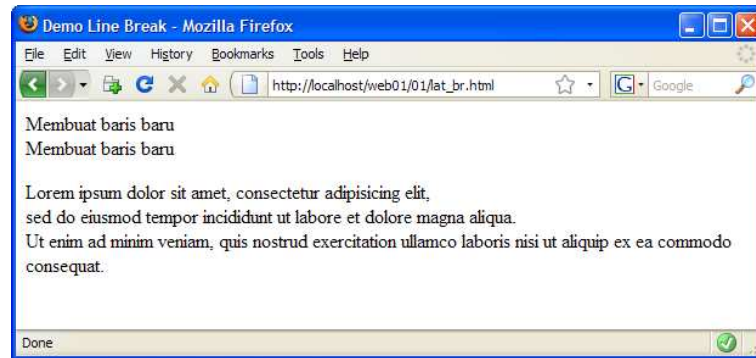 Demo Line Break - Mozilla Firefox
File Edit View History Bookmarks Tools Help
http://localhost/web01/01/lat_br.html G Google
Membuat baris baru
Membuat baris baru
Lorem ipsum dolor sit amet, consectetur adipisicing elit,
sed do eiusmod tempor incididunt ut labore et dolore magna aliqua.
Ut enim ad minim veniam, quis nostrud exercitation ullamco laboris nisi ut aliquip ex ea commodo
consequat.
Done